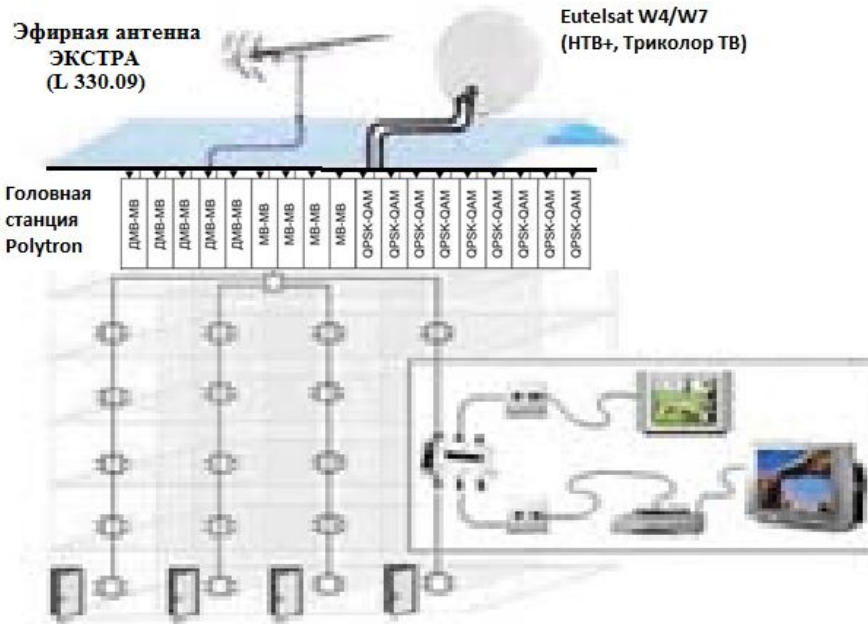 Эфирная антенна
ЭКСТРА
(L 330.09)
Eutelsat W4/W7
(НТВ+, Триколор ТВ)
Головная
станция
Polytron
ДМВ-МВ
ДМВ-МВ
ДМВ-МВ
ДМВ-МВ
ДМВ-МВ
МВ-МВ
МВ-МВ
МВ-МВ
МВ-МВ
QPSK-QAM
QPSK-QAM
QPSK-QAM
QPSK-QAM
QPSK-QAM
QPSK-QAM
QPSK-QAM
QPSK-QAM
QPSK-QAM